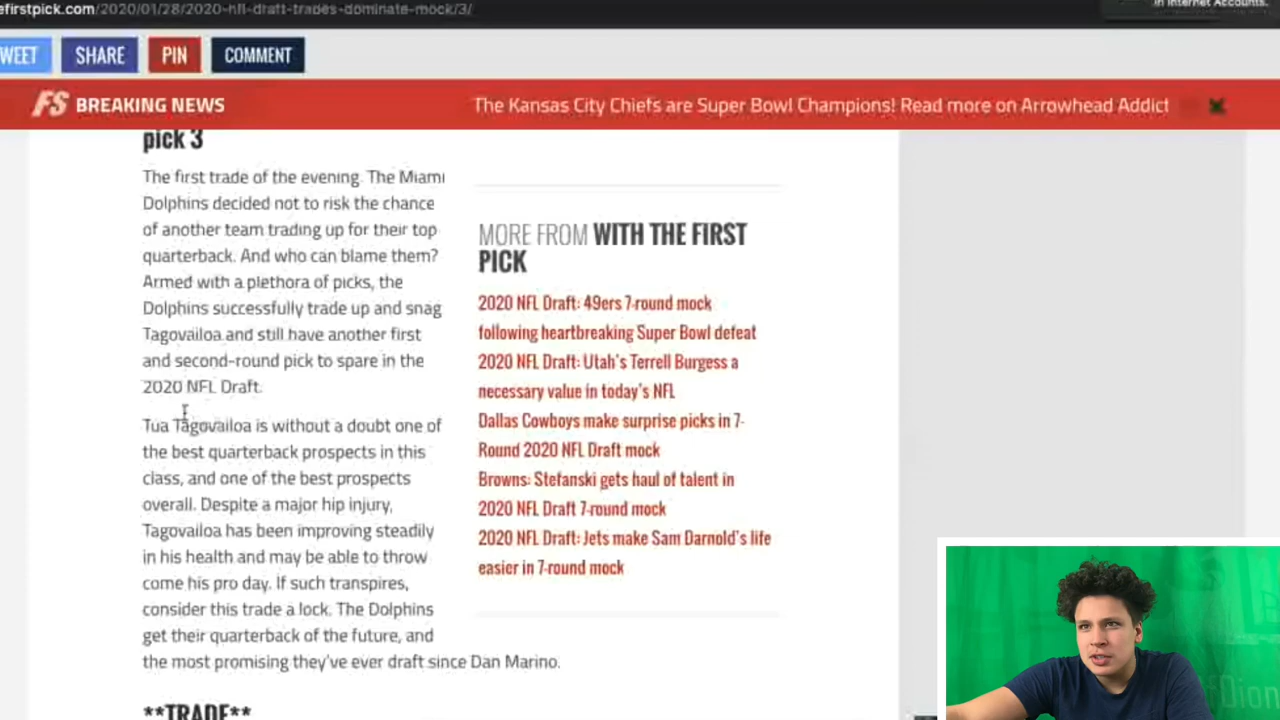 efirstpick.com/2020/01/28/2020-nfl-draft-trades-dominate-mock/3/
in Internet Accounts.
WEET SHARE PIN COMMENT
FS BREAKING NEWS The Kansas City Chiefs are Super Bowl Champions! Read more on Arrowhead Addict
pick 3
The first trade of the evening. The Miami
Dolphins decided not to risk the chance
of another team trading up for their top
quarterback. And who can blame them?
Armed with a plethora of picks, the
Dolphins successfully trade up and snag
Tagovailoa and still have another first
and second-round pick to spare in the
2020 NFL Draft.
Tua Tagovailoa is without a doubt one of
the best quarterback prospects in this
class, and one of the best prospects
overall. Despite a major hip injury,
Tagovailoa has been improving steadily
in his health and may be able to throw
come his pro day. If such transpires,
consider this trade a lock. The Dolphins
get their quarterback of the future, and
the most promising they've ever draft since Dan Marino.
**TRADE**
MORE FROM WITH THE FIRST
PICK
2020 NFL Draft: 49ers 7-round mock
following heartbreaking Super Bowl defeat
2020 NFL Draft: Utah's Terrell Burgess a
necessary value in today's NFL
Dallas Cowboys make surprise picks in 7-
Round 2020 NFL Draft mock
Browns: Stefanski gets haul of talent in
2020 NFL Draft 7-round mock
2020 NFL Draft: Jets make Sam Darnold's life
easier in 7-round mock